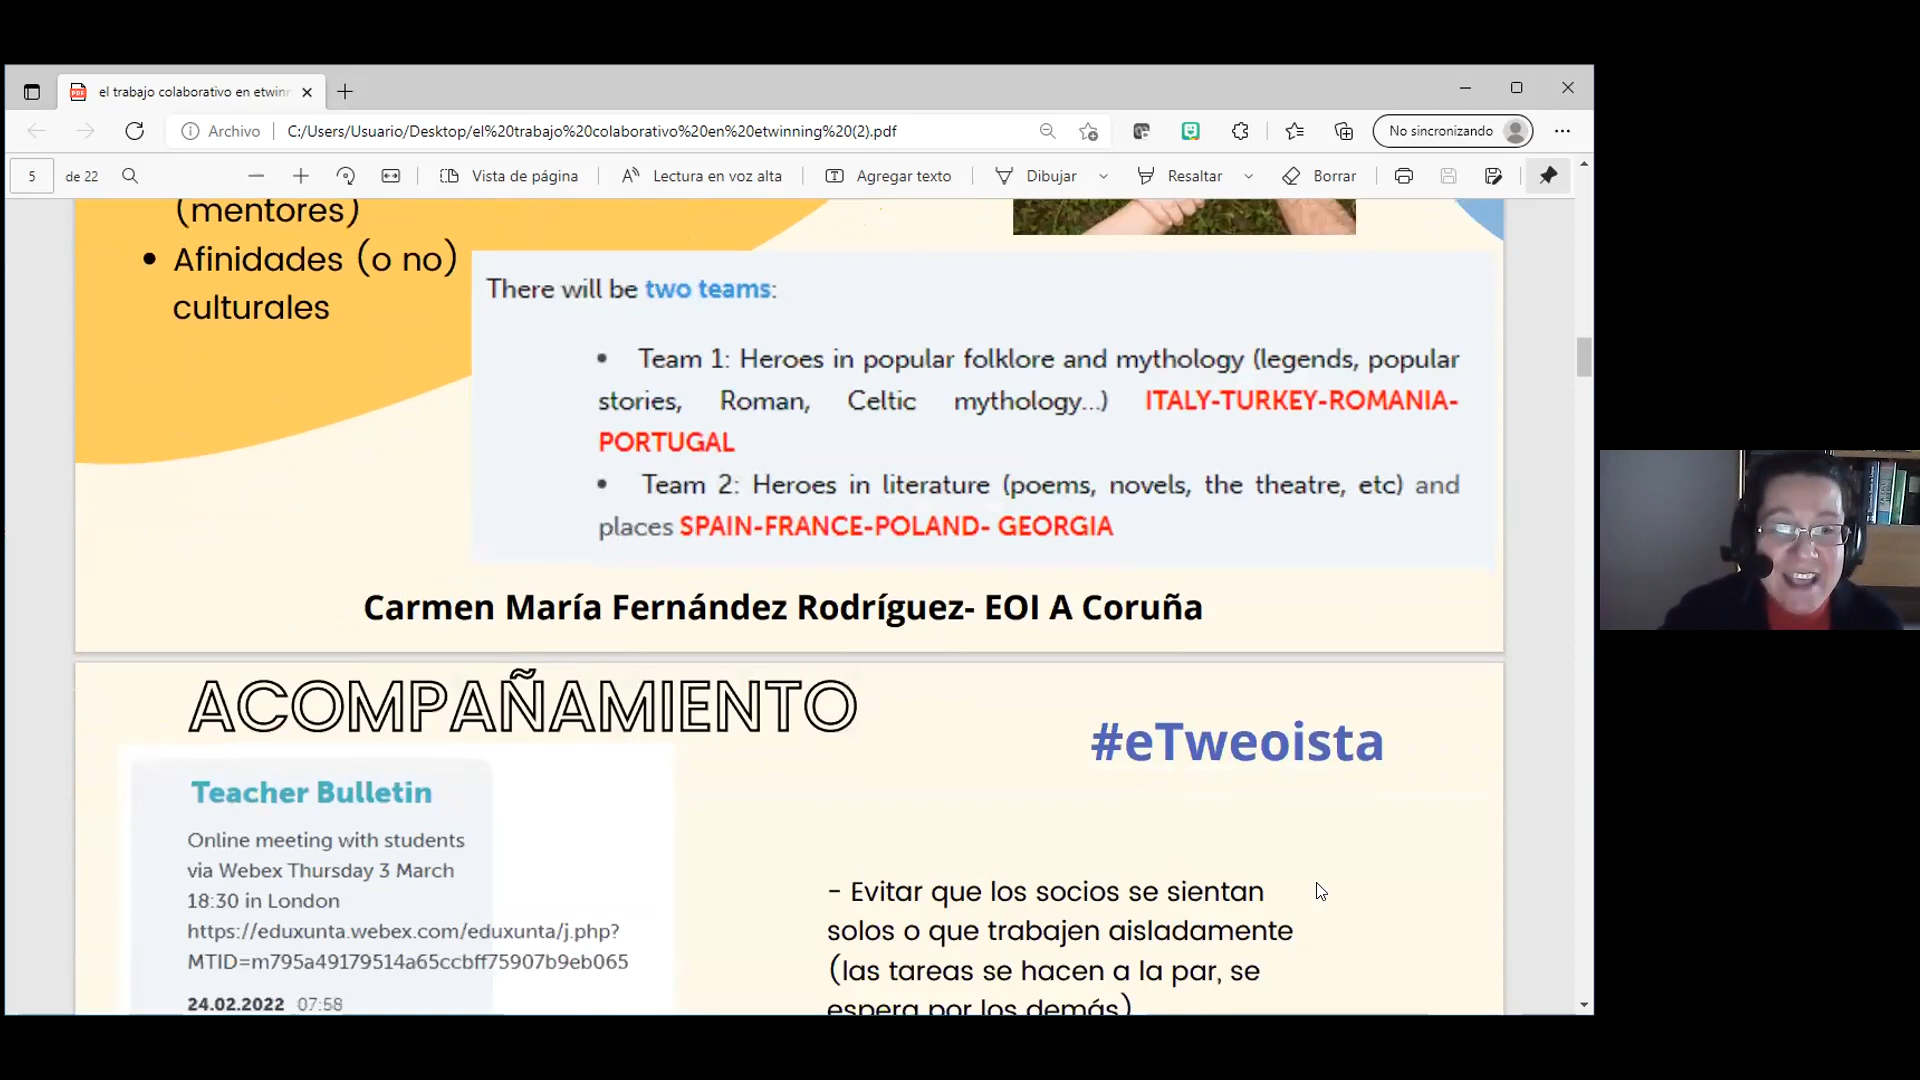 el trabajo colaborativo en etwinn
Archivo
C:/Users/Usuario/Desktop/el%20trabajo%20colaborativo%20en%20etwinning%20(2).pdf
No sincronizando
5 de 22
Vista de página
Lectura en voz alta
Agregar texto
Dibujar
Resaltar
Borrar
(mentores)
• Afinidades (o no)
culturales
There will be two teams:
• Team 1: Heroes in popular folklore and mythology (legends, popular
stories, Roman, Celtic mythology...) ITALY-TURKEY-ROMANIA-
PORTUGAL
• Team 2: Heroes in literature (poems, novels, the theatre, etc) and
places SPAIN-FRANCE-POLAND- GEORGIA
Carmen María Fernández Rodríguez- EOI A Coruña
ACOMPAÑAMIENTO
#eTweoista
Teacher Bulletin
Online meeting with students
via Webex Thursday 3 March
18:30 in London
https://eduxunta.webex.com/eduxunta/j.php?
MTID=m795a49179514a65ccbff75907b9eb065
24.02.2022 07:58
- Evitar que los socios se sientan
solos o que trabajen aisladamente
(las tareas se hacen a la par, se
espera por los demás)